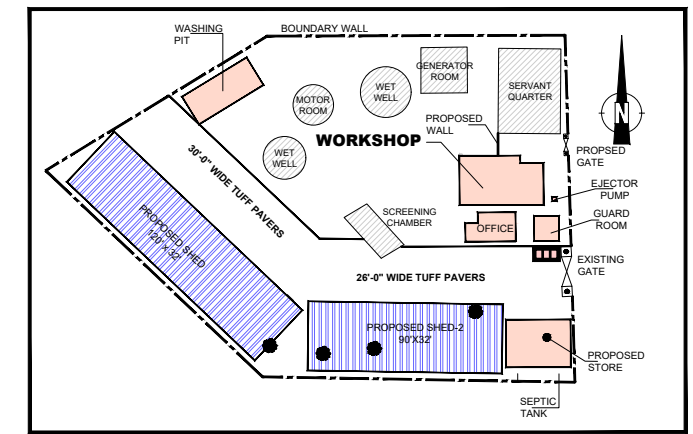 WASHING
PIT
BOUNDARY WALL
GENERATOR
ROOM
WET
WELL
SERVANT
QUARTER
MOTOR
ROOM
N
PROPOSED
WALL
WORKSHOP
PROPSED
GATE
WET
WELL
30'-0" WIDE TUFF PAVERS
EJECTOR
PUMP
SCREENING
CHAMBER
OFFICE
GUARD
ROOM
PROPOSED SHED
120'X32'
EXISTING
GATE
26'-0" WIDE TUFF PAVERS
PROPOSED SHED-2
90'X32'
PROPOSED
STORE
SEPTIC
TANK